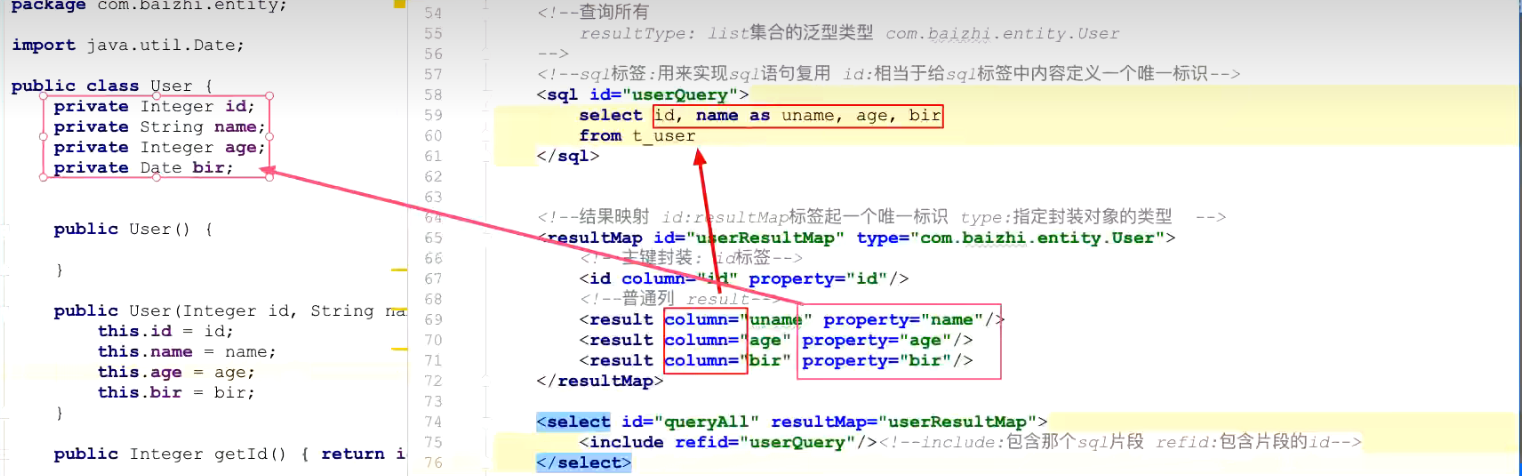 package com.baizhi.entity;
import java.util.Date;
public class User {
private Integer id;
private String name;
private Integer age;
private Date bir;
public User() {
}
public User(Integer id, String na
this.id = id;
this.name = name;
this.age = age;
this.bir = bir;
}
public Integer getId() { return i
54 <!--查询所有
55 resultType: list集合的泛型类型 com.baizhi.entity.User
56 -->
57 <!--sql标签:用来实现sql语句复用 id:相当于给sql标签中内容定义一个唯一标识-->
58 <sql id="userQuery">
59 select id, name as uname, age, bir
60 from t_user
61 </sql>
62
63
64 <!--结果映射 id:resultMap标签起一个唯一标识 type:指定封装对象的类型 -->
65 <resultMap id="userResultMap" type="com.baizhi.entity.User">
66 <!--主键封装: id标签-->
67 <id column="id" property="id"/>
68 <!--普通列 result-->
69 <result column="uname" property="name"/>
70 <result column="age" property="age"/>
71 <result column="bir" property="bir"/>
72 </resultMap>
73
74 <select id="queryAll" resultMap="userResultMap">
75 <include refid="userQuery"/><!--include:包含那个sql片段 refid:包含片段的id-->
76 </select>